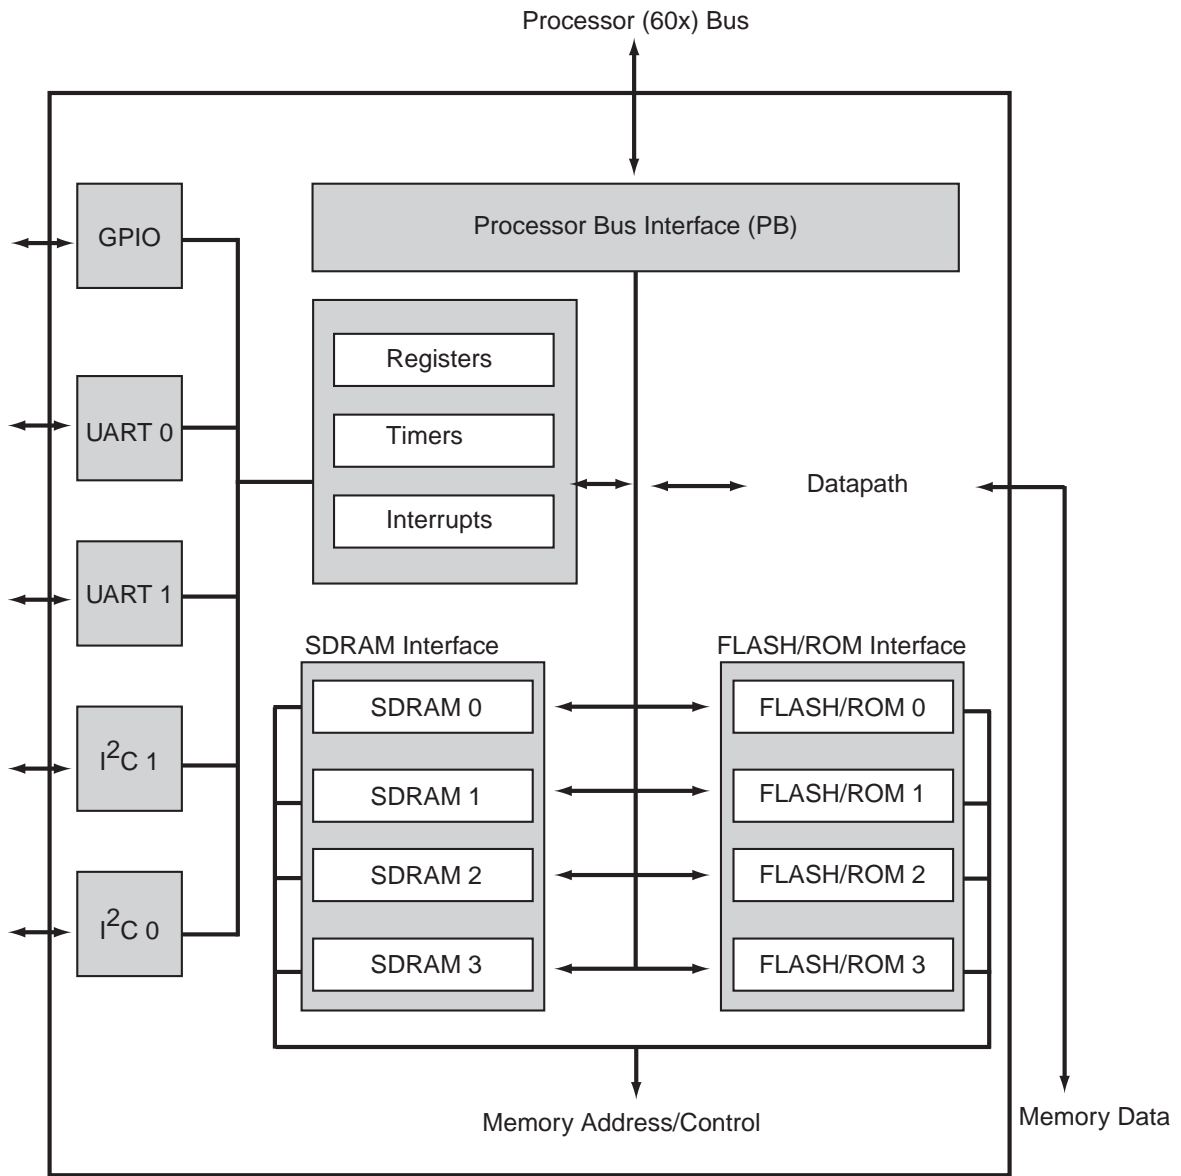 Processor (60x) Bus
GPIO
Processor Bus Interface (PB)
Registers
UART 0
Timers
Datapath
Interrupts
UART 1
SDRAM Interface
FLASH/ROM Interface
SDRAM 0
FLASH/ROM 0
I²C 1
SDRAM 1
FLASH/ROM 1
SDRAM 2
FLASH/ROM 2
I²C 0
SDRAM 3
FLASH/ROM 3
Memory Address/Control
Memory Data